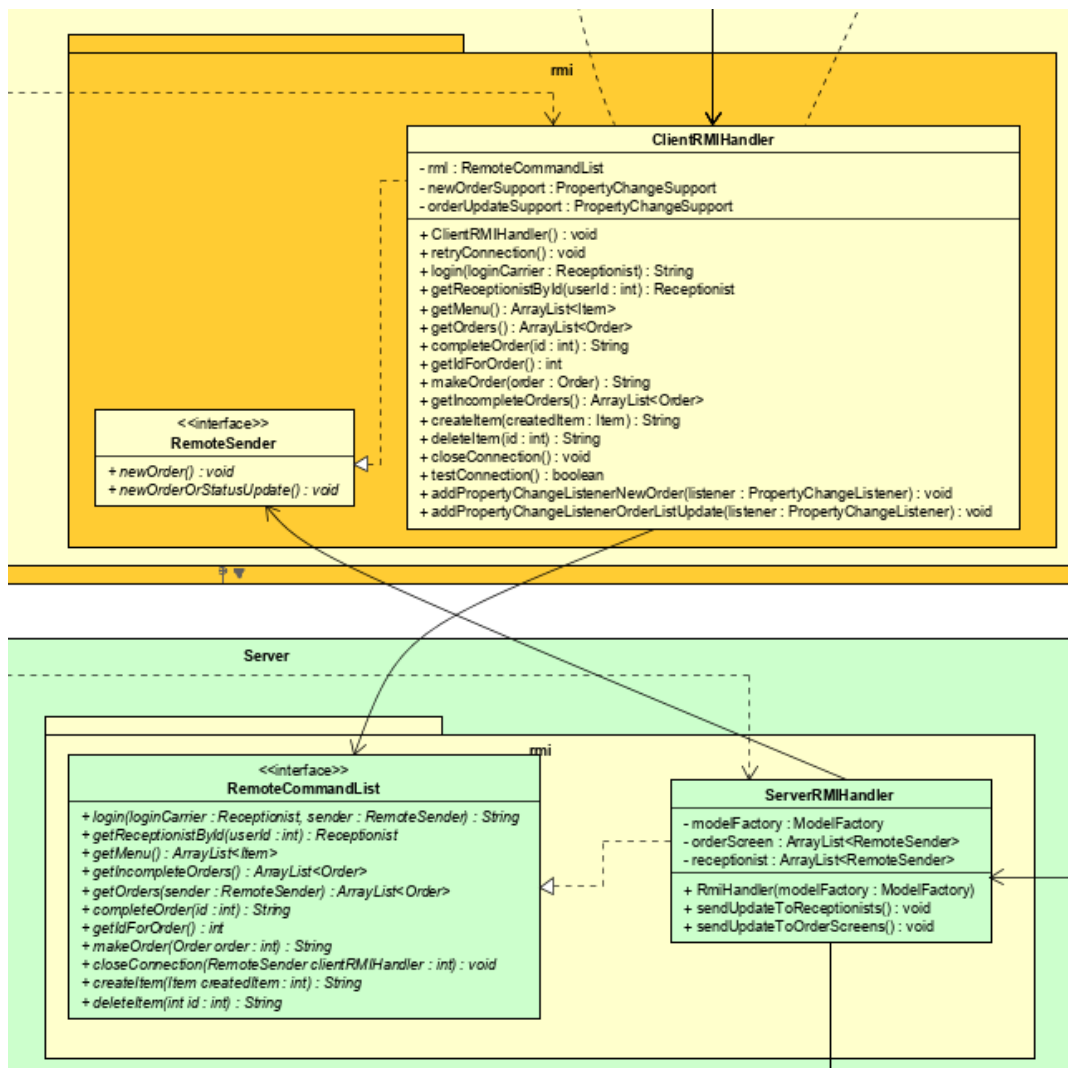 rmi
ClientRMIHandler
- rml : RemoteCommandList
- newOrderSupport : PropertyChangeSupport
- orderUpdateSupport : PropertyChangeSupport
+ ClientRMIHandler() : void
+ retryConnection() : void
+ login(loginCarrier : Receptionist) : String
+ getReceptionistById(userId : int) : Receptionist
+ getMenu() : ArrayList<Item>
+ getOrders() : ArrayList<Order>
+ completeOrder(id : int) : String
+ getIdForOrder() : int
+ makeOrder(order : Order) : String
+ getIncompleteOrders() : ArrayList<Order>
+ createItem(createdItem : Item) : String
+ deleteItem(id : int) : String
+ closeConnection() : void
+ testConnection() : boolean
+ addPropertyChangeListenerNewOrder(listener : PropertyChangeListener) : void
+ addPropertyChangeListenerOrderListUpdate(listener : PropertyChangeListener) : void
<<interface>>
RemoteSender
+ newOrder() : void
+ newOrderOrStatusUpdate() : void
Server
rmi
<<interface>>
RemoteCommandList
+ login(loginCarrier : Receptionist, sender : RemoteSender) : String
+ getReceptionistById(userId : int) : Receptionist
+ getMenu() : ArrayList<Item>
+ getIncompleteOrders() : ArrayList<Order>
+ getOrders(sender : RemoteSender) : ArrayList<Order>
+ completeOrder(id : int) : String
+ getIdForOrder() : int
+ makeOrder(Order order : int) : String
+ closeConnection(RemoteSender clientRMIHandler : int) : void
+ createItem(Item createdItem : int) : String
+ deleteItem(int id : int) : String
ServerRMIHandler
- modelFactory : ModelFactory
- orderScreen : ArrayList<RemoteSender>
- receptionist : ArrayList<RemoteSender>
+ RmiHandler(modelFactory : ModelFactory)
+ sendUpdateToReceptionists() : void
+ sendUpdateToOrderScreens() : void